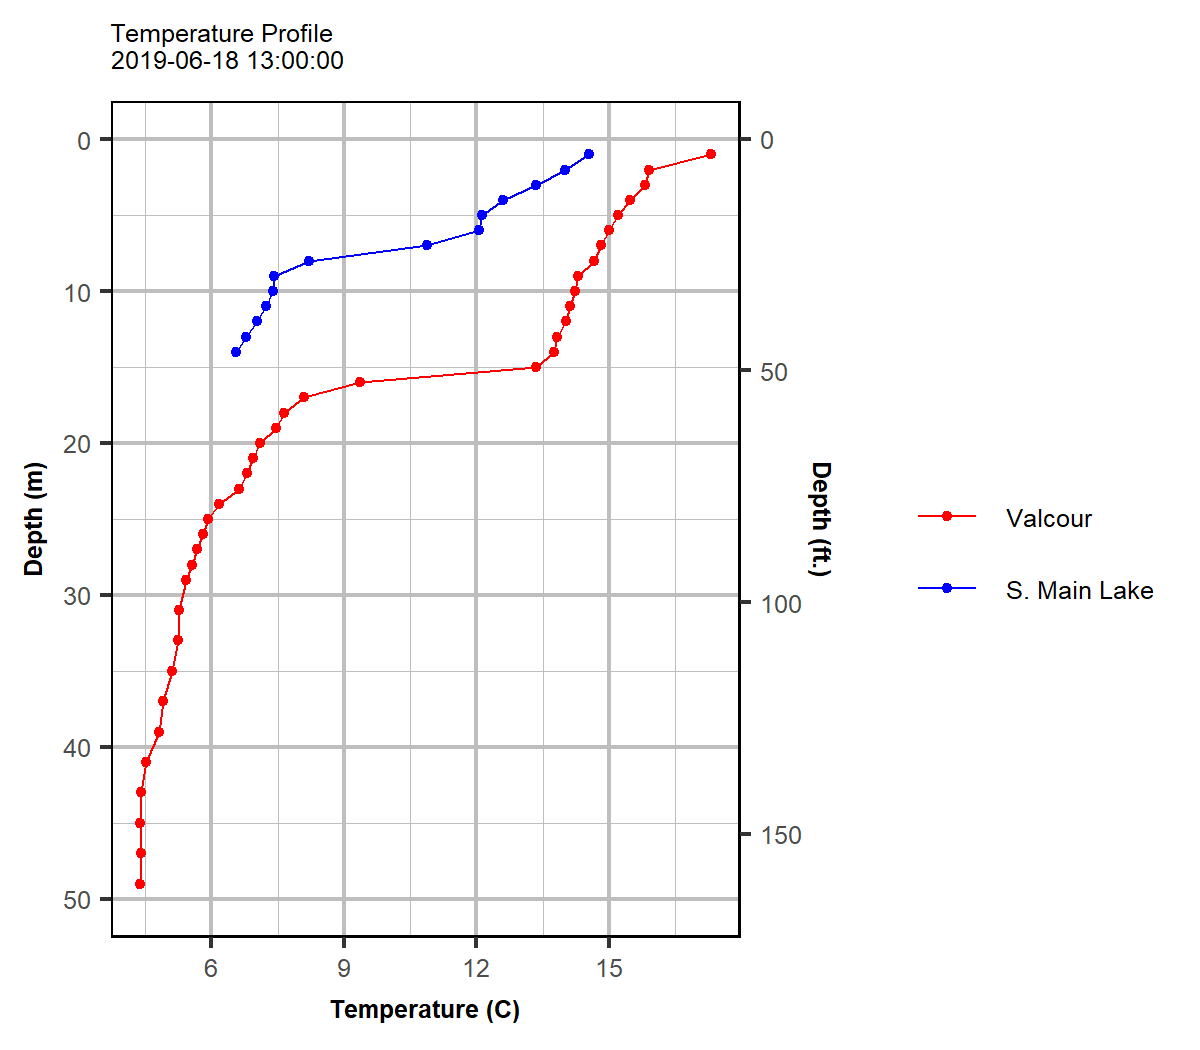 Temperature Profile
2019-06-18 13:00:00
0
10
20
30
40
50
Depth (m)
0
50
100
150
Depth (ft.)
6 9 12 15
Temperature (C)
Valcour
S. Main Lake